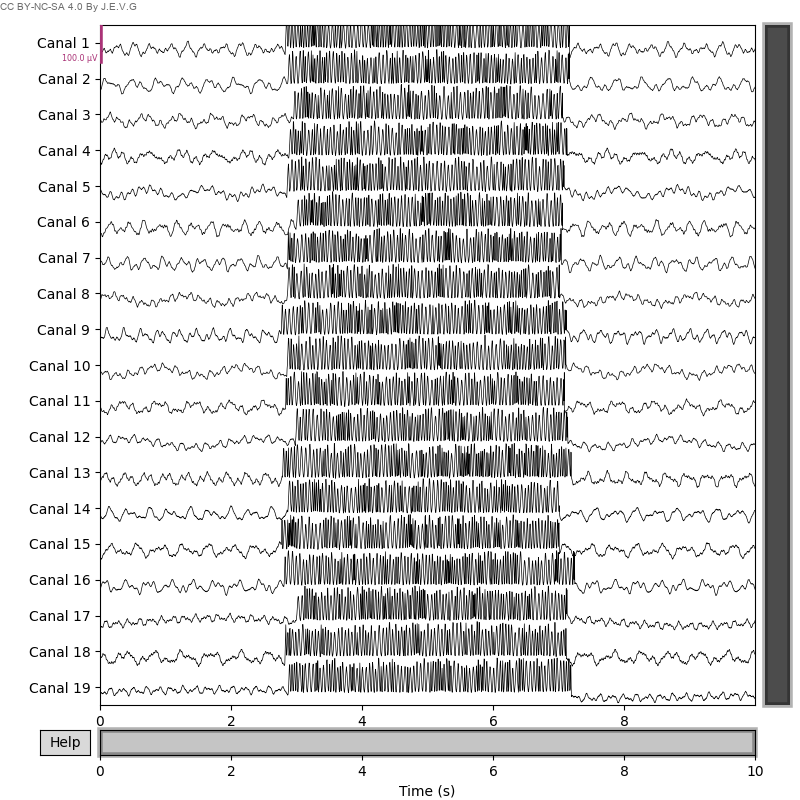 CC BY-NC-SA 4.0 By J.E.V.G
Canal 1
100.0 µV
Canal 2
Canal 3
Canal 4
Canal 5
Canal 6
Canal 7
Canal 8
Canal 9
Canal 10
Canal 11
Canal 12
Canal 13
Canal 14
Canal 15
Canal 16
Canal 17
Canal 18
Canal 19
0 2 4 6 8
Help
0 2 4 6 8 10
Time (s)